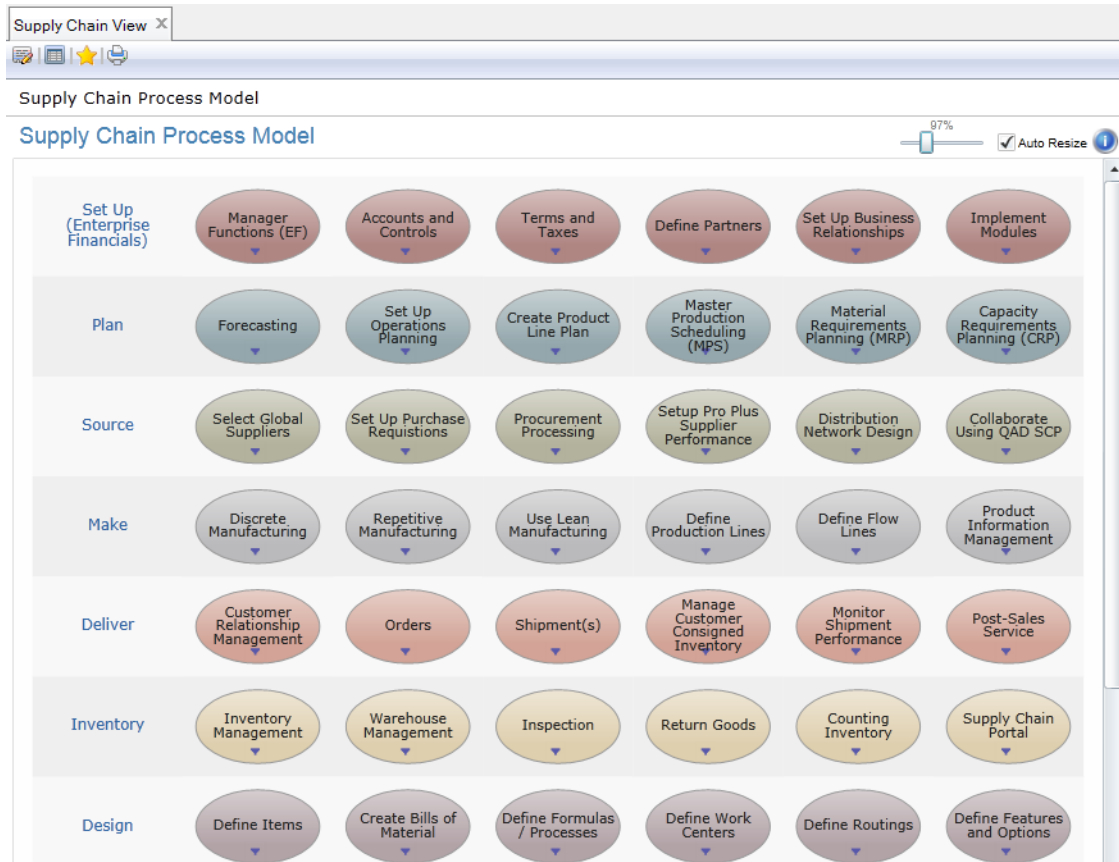 Supply Chain View
Supply Chain Process Model
Supply Chain Process Model
97%
Auto Resize
Set Up
(Enterprise
Financials)
Manager
Functions (EF)
Accounts and
Controls
Terms and
Taxes
Define Partners
Set Up Business
Relationships
Implement
Modules
Plan
Forecasting
Set Up
Operations
Planning
Create Product
Line Plan
Master
Production
Scheduling
(MPS)
Material
Requirements
Planning (MRP)
Capacity
Requirements
Planning (CRP)
Source
Select Global
Suppliers
Set Up Purchase
Requistions
Procurement
Processing
Setup Pro Plus
Supplier
Performance
Distribution
Network Design
Collaborate
Using QAD SCP
Make
Discrete
Manufacturing
Repetitive
Manufacturing
Use Lean
Manufacturing
Define
Production Lines
Define Flow
Lines
Product
Information
Management
Deliver
Customer
Relationship
Management
Orders
Shipment(s)
Manage
Customer
Consigned
Inventory
Monitor
Shipment
Performance
Post-Sales
Service
Inventory
Inventory
Management
Warehouse
Management
Inspection
Return Goods
Counting
Inventory
Supply Chain
Portal
Design
Define Items
Create Bills of
Material
Define Formulas
/ Processes
Define Work
Centers
Define Routings
Define Features
and Options